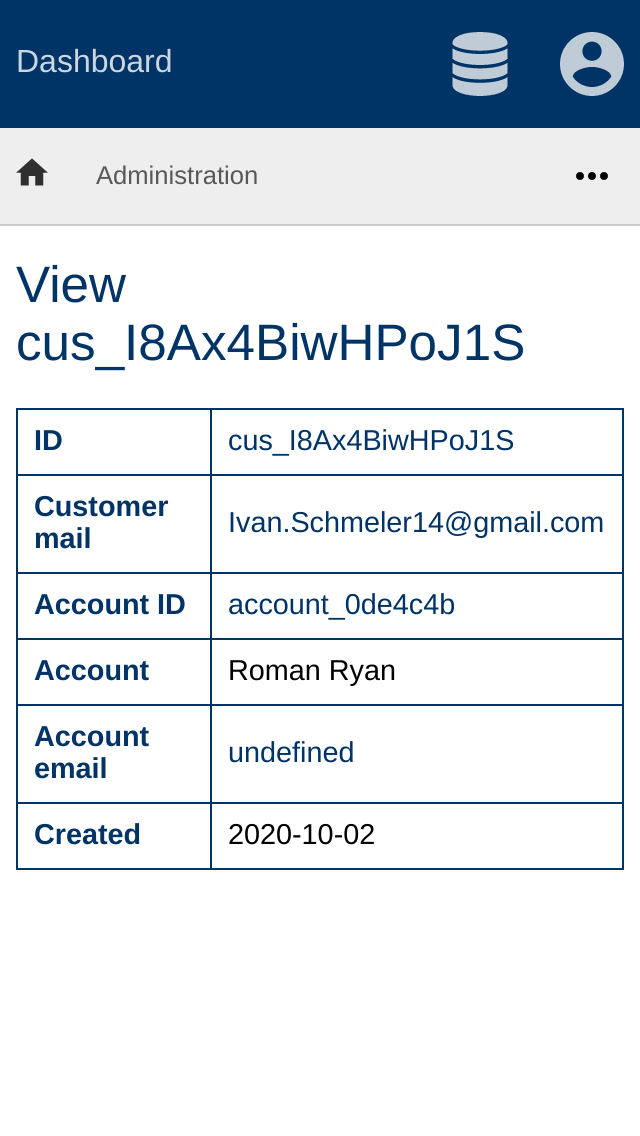 Dashboard
Administration
View
cus_I8Ax4BiwHPoJ1S
ID
cus_I8Ax4BiwHPoJ1S
Customer
mail
Ivan.Schmeler14@gmail.com
Account ID
account_0de4c4b
Account
Roman Ryan
Account
email
undefined
Created
2020-10-02